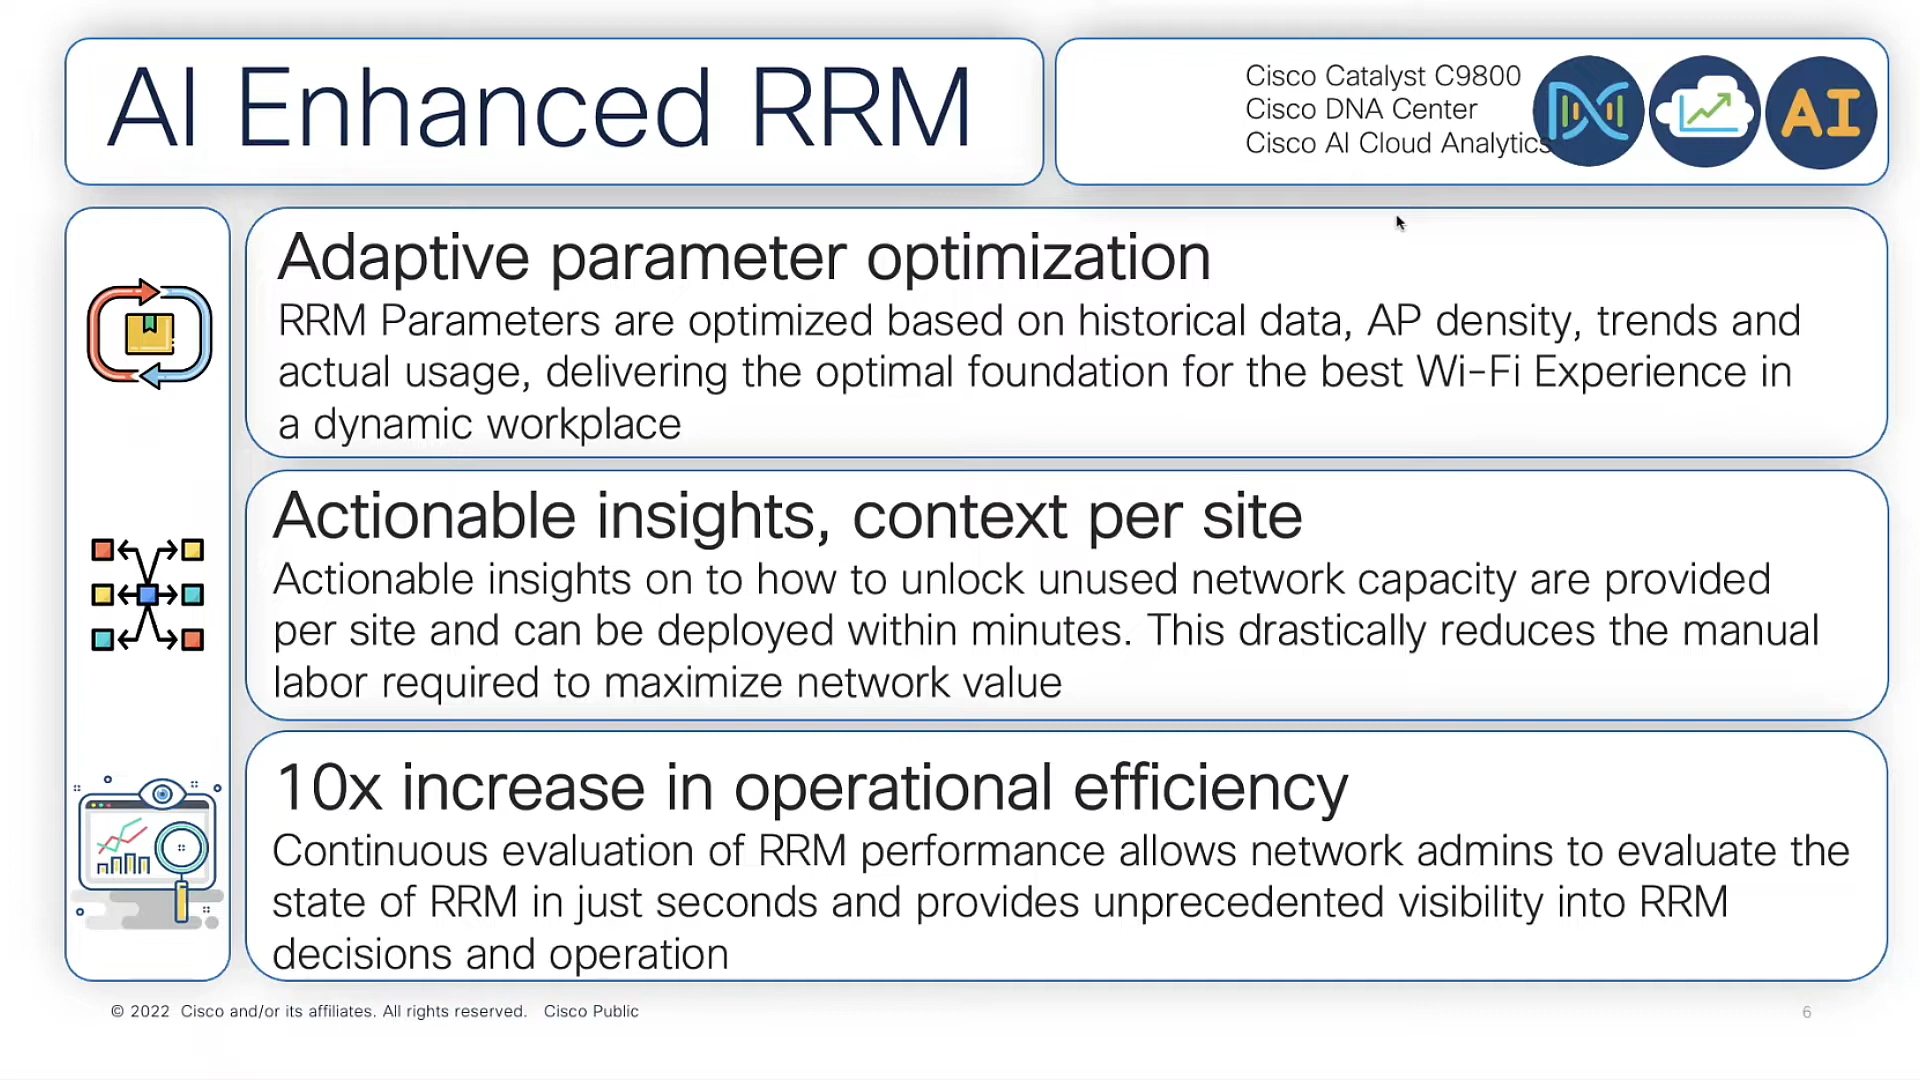 AI Enhanced RRM
Cisco Catalyst C9800
Cisco DNA Center
Cisco AI Cloud Analytics
AI
Adaptive parameter optimization
RRM Parameters are optimized based on historical data, AP density, trends and
actual usage, delivering the optimal foundation for the best Wi-Fi Experience in
a dynamic workplace
Actionable insights, context per site
Actionable insights on to how to unlock unused network capacity are provided
per site and can be deployed within minutes. This drastically reduces the manual
labor required to maximize network value
10x increase in operational efficiency
Continuous evaluation of RRM performance allows network admins to evaluate the
state of RRM in just seconds and provides unprecedented visibility into RRM
decisions and operation
© 2022 Cisco and/or its affiliates. All rights reserved. Cisco Public
6